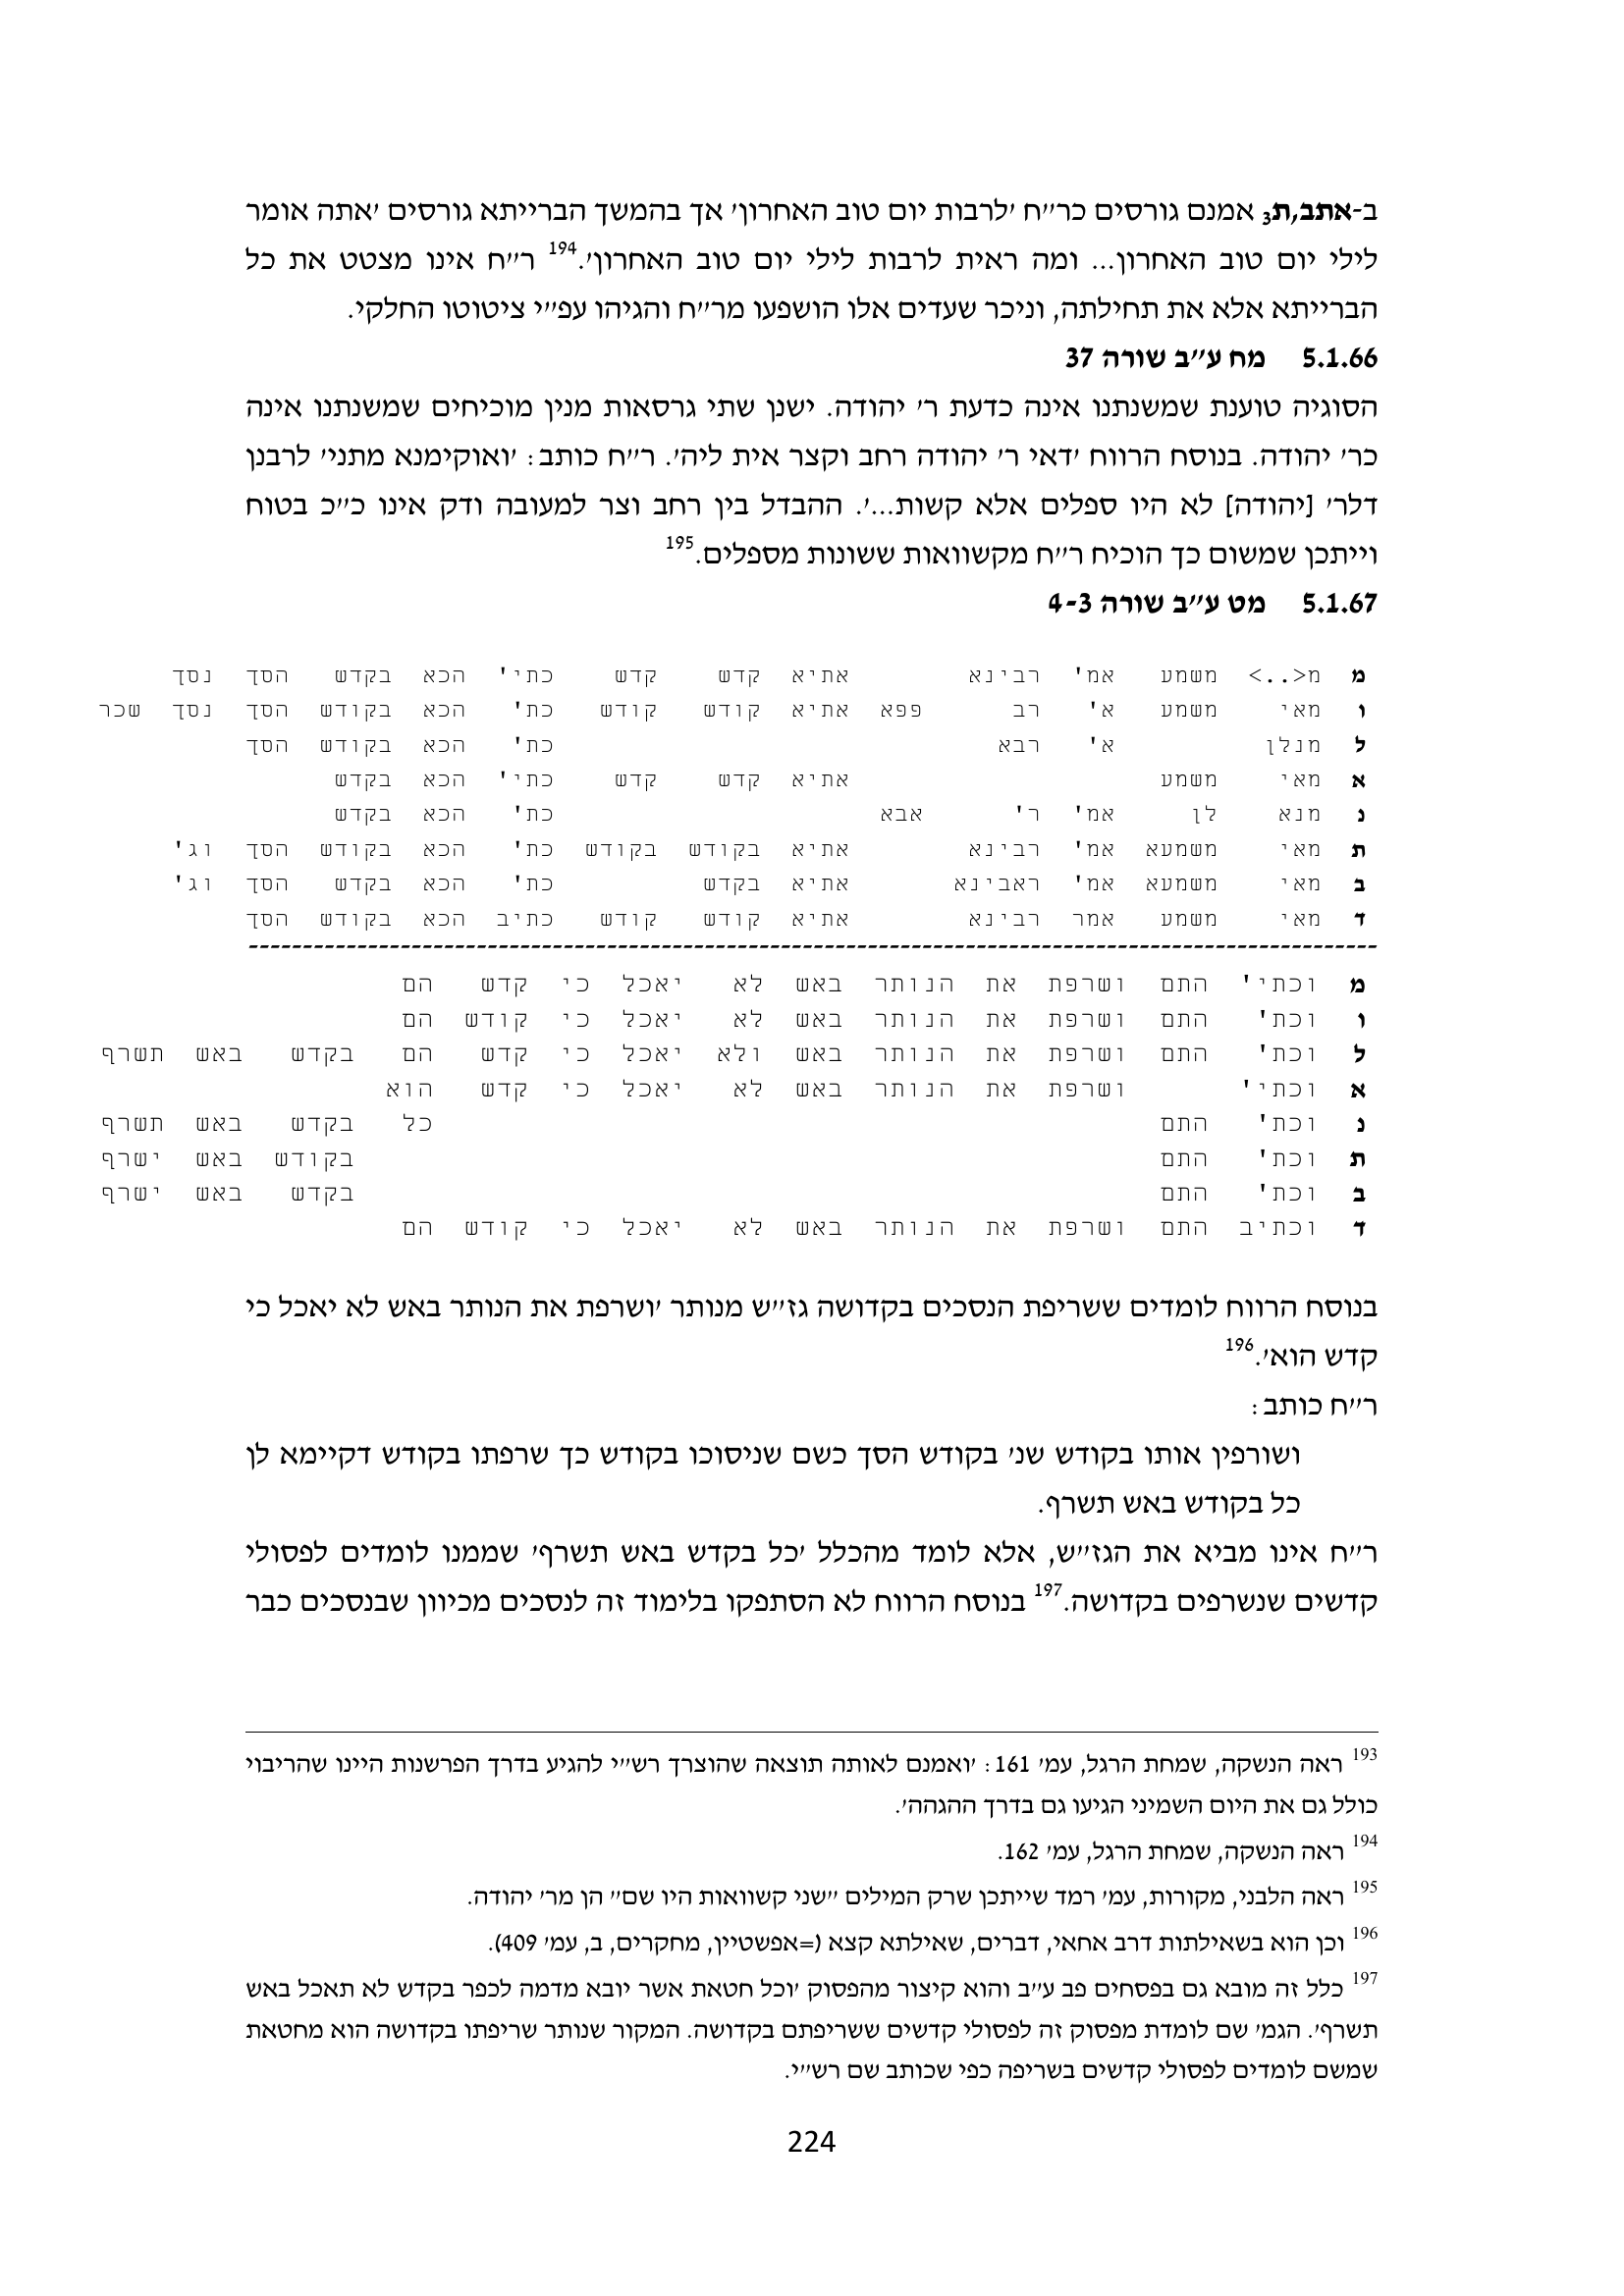 ב-אתב,ת3 אמנם גורסים כר״ח ׳לרבות יום טוב האחרון׳ אך בהמשך הברייתא גורסים ׳אתה אומר
לילי יום טוב האחרון... ומה ראית לרבות לילי יום טוב האחרון׳.194 ר״ח אינו מצטט את כל
הברייתא אלא את תחילתה, וניכר שעדים אלו הושפעו מר״ח והגיהו עפ״י ציטוטו החלקי.
5.1.66 מח ע״ב שורה 37
הסוגיה טוענת שמשנתנו אינה כדעת ר׳ יהודה. ישנן שתי גרסאות מנין מוכיחים שמשנתנו אינה
כר׳ יהודה. בנוסח הרווח ׳דאי ר׳ יהודה רחב וקצר אית ליה׳. ר״ח כותב: ׳ואוקימנא מתני׳ לרבנן
דלר׳ [יהודה] לא היו ספלים אלא קשות...׳. ההבדל בין רחב וצר למעובה ודק אינו כ״כ בטוח
וייתכן שמשום כך הוכיח ר״ח מקשוואות ששונות מספלים.195
5.1.67 מט ע״ב שורה 4-3
מ מ<..> משמע אמ' רבינא אתיא קדש קדש כתי' הכא בקדש הסך נסך
ו מאי משמע א' רב פפא אתיא קודש קודש כת' הכא בקודש הסך נסך שכר
ל מנלן א' רבא כת' הכא בקודש הסך
א מאי משמע אתיא קדש קדש כתי' הכא בקדש
נ מנא לן אמ' ר' אבא כת' הכא בקדש
ת מאי משמעא אמ' רבינא אתיא בקודש בקודש כת' הכא בקודש הסך וג'
ב מאי משמעא אמ' ראבינא אתיא בקדש כת' הכא בקדש הסך וג'
ד מאי משמע אמר רבינא אתיא קודש קודש כתיב הכא בקודש הסך
מ וכתי' התם ושרפת את הנותר באש לא יאכל כי קדש הם
ו וכת' התם ושרפת את הנותר באש לא יאכל כי קודש הם
ל וכת' התם ושרפת את הנותר באש ולא יאכל כי קדש הם בקדש באש תשרף
א וכתי' ושרפת את הנותר באש לא יאכל כי קדש הוא
נ וכת' התם כל בקדש באש תשרף
ת וכת' התם בקודש באש ישרף
ב וכת' התם בקדש באש ישרף
ד וכתיב התם ושרפת את הנותר באש לא יאכל כי קודש הם
בנוסח הרווח לומדים ששריפת הנסכים בקדושה גז״ש מנותר ׳ושרפת את הנותר באש לא יאכל כי
קדש הוא׳.196
ר״ח כותב:
ושורפין אותו בקודש שנ׳ בקודש הסך כשם שניסוכו בקודש כך שרפתו בקודש דקיימא לן
כל בקודש באש תשרף.
ר״ח אינו מביא את הגז״ש, אלא לומד מהכלל ׳כל בקדש באש תשרף׳ שממנו לומדים לפסולי
קדשים שנשרפים בקדושה.197 בנוסח הרווח לא הסתפקו בלימוד זה לנסכים מכיוון שבנסכים כבר
193 ראה הנשקה, שמחת הרגל, עמ׳ 161: ׳ואמנם לאותה תוצאה שהוצרך רש״י להגיע בדרך הפרשנות היינו שהריבוי
כולל גם את היום השמיני הגיעו גם בדרך ההגהה׳.
194 ראה הנשקה, שמחת הרגל, עמ׳ 162.
195 ראה הלבני, מקורות, עמ׳ רמד שייתכן שרק המילים ״שני קשוואות היו שם״ הן מר׳ יהודה.
196 וכן הוא בשאילתות דרב אחאי, דברים, שאילתא קצא (=אפשטיין, מחקרים, ב, עמ׳ 409).
197 כלל זה מובא גם בפסחים פב ע״ב והוא קיצור מהפסוק ׳וכל חטאת אשר יובא מדמה לכפר בקדש לא תאכל באש
תשרף׳. הגמ׳ שם לומדת מפסוק זה לפסולי קדשים ששריפתם בקדושה. המקור שנותר שריפתו בקדושה הוא מחטאת
שמשם לומדים לפסולי קדשים בשריפה כפי שכותב שם רש״י.
224